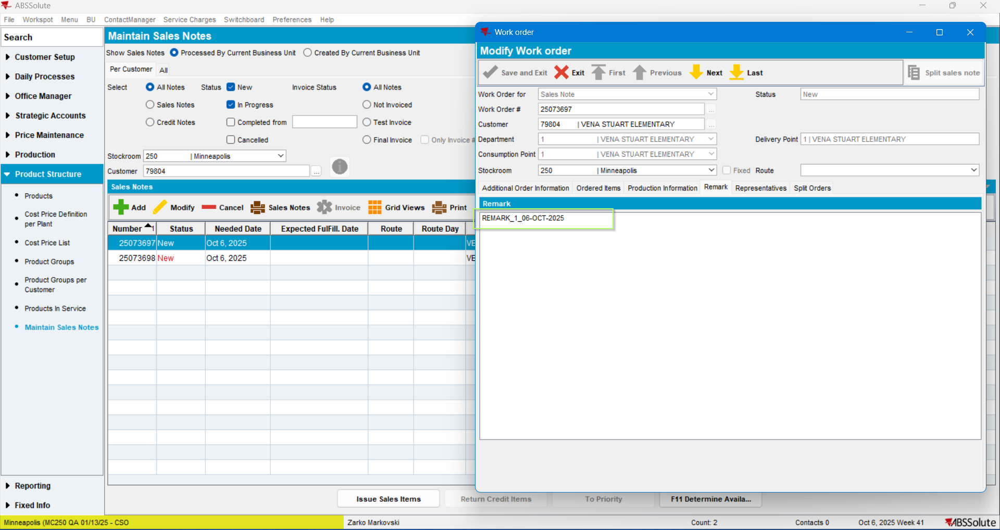 ABSSolute
File Workspot Menu BU ContactManager Service Charges Switchboard Preferences Help
Search
Customer Setup
Daily Processes
Office Manager
Strategic Accounts
Price Maintenance
Production
Product Structure
Products
Cost Price Definition
per Plant
Cost Price List
Product Groups
Product Groups per
Customer
Products In Service
Maintain Sales Notes
Reporting
Fixed Info
Maintain Sales Notes
Show Sales Notes Processed By Current Business Unit Created By Current Business Unit
Per Customer All
Select All Notes Status New Invoice Status All Notes
Sales Notes In Progress Not Invoiced
Credit Notes Completed from Test Invoice
Cancelled Final Invoice Only Invoice #
Stockroom 250 | Minneapolis
Customer 79804 ...
Sales Notes
Add Modify Cancel Sales Notes Invoice Grid Views Print
Number 1 Status Needed Date Expected FulFill. Date Route Route Day
25073697 New Oct 6, 2025 VE
25073698 New Oct 6, 2025 VE
Work order
Modify Work order
Save and Exit Exit First Previous Next Last Split sales note
Work Order for Sales Note Status New
Work Order # 25073697 ...
Customer 79804 | VENA STUART ELEMENTARY ...
Department 1 | VENA STUART ELEMENTARY Delivery Point 1 | VENA STUART ELEMENTARY
Consumption Point 1 | VENA STUART ELEMENTARY
Stockroom 250 | Minneapolis Fixed Route
Additional Order Information Ordered Items Production Information Remark Representatives Split Orders
Remark
REMARK_1_06-OCT-2025
Issue Sales Items Return Credit Items To Priority F11 Determine Availa...
Minneapolis (MC250 QA 01/13/25 - CSO Zarko Markovski Count: 2 Contacts 0 Oct 6, 2025 Week 41 ABSSolute